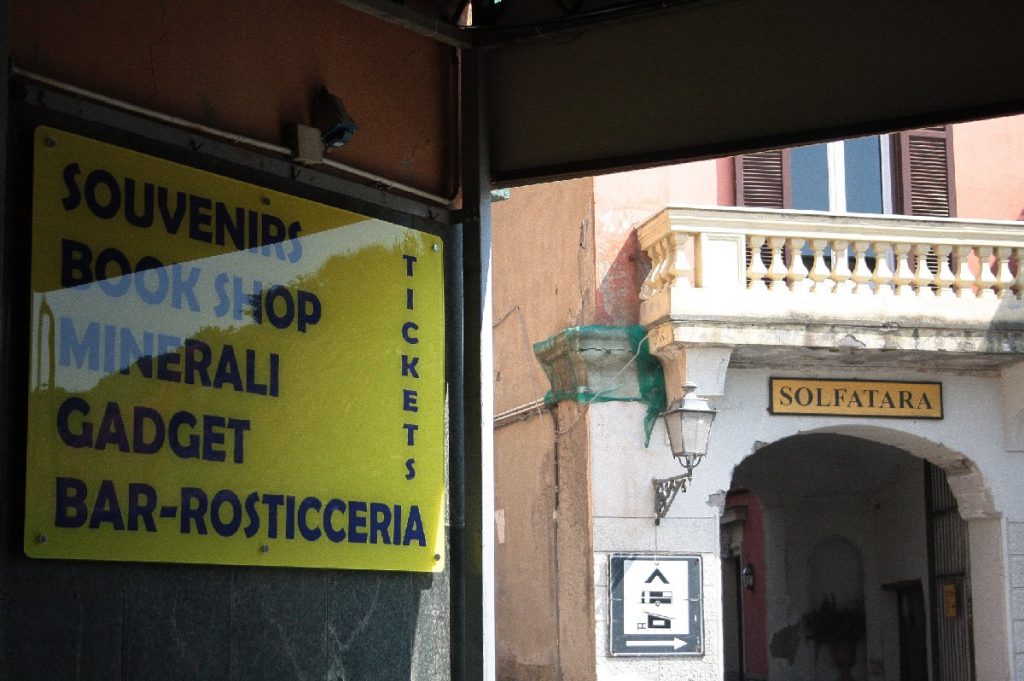 SOUVENIRS
BOOK SHOP
MINERALI
GADGET
BAR-ROSTICCERIA
TICKETS
SOLFATARA